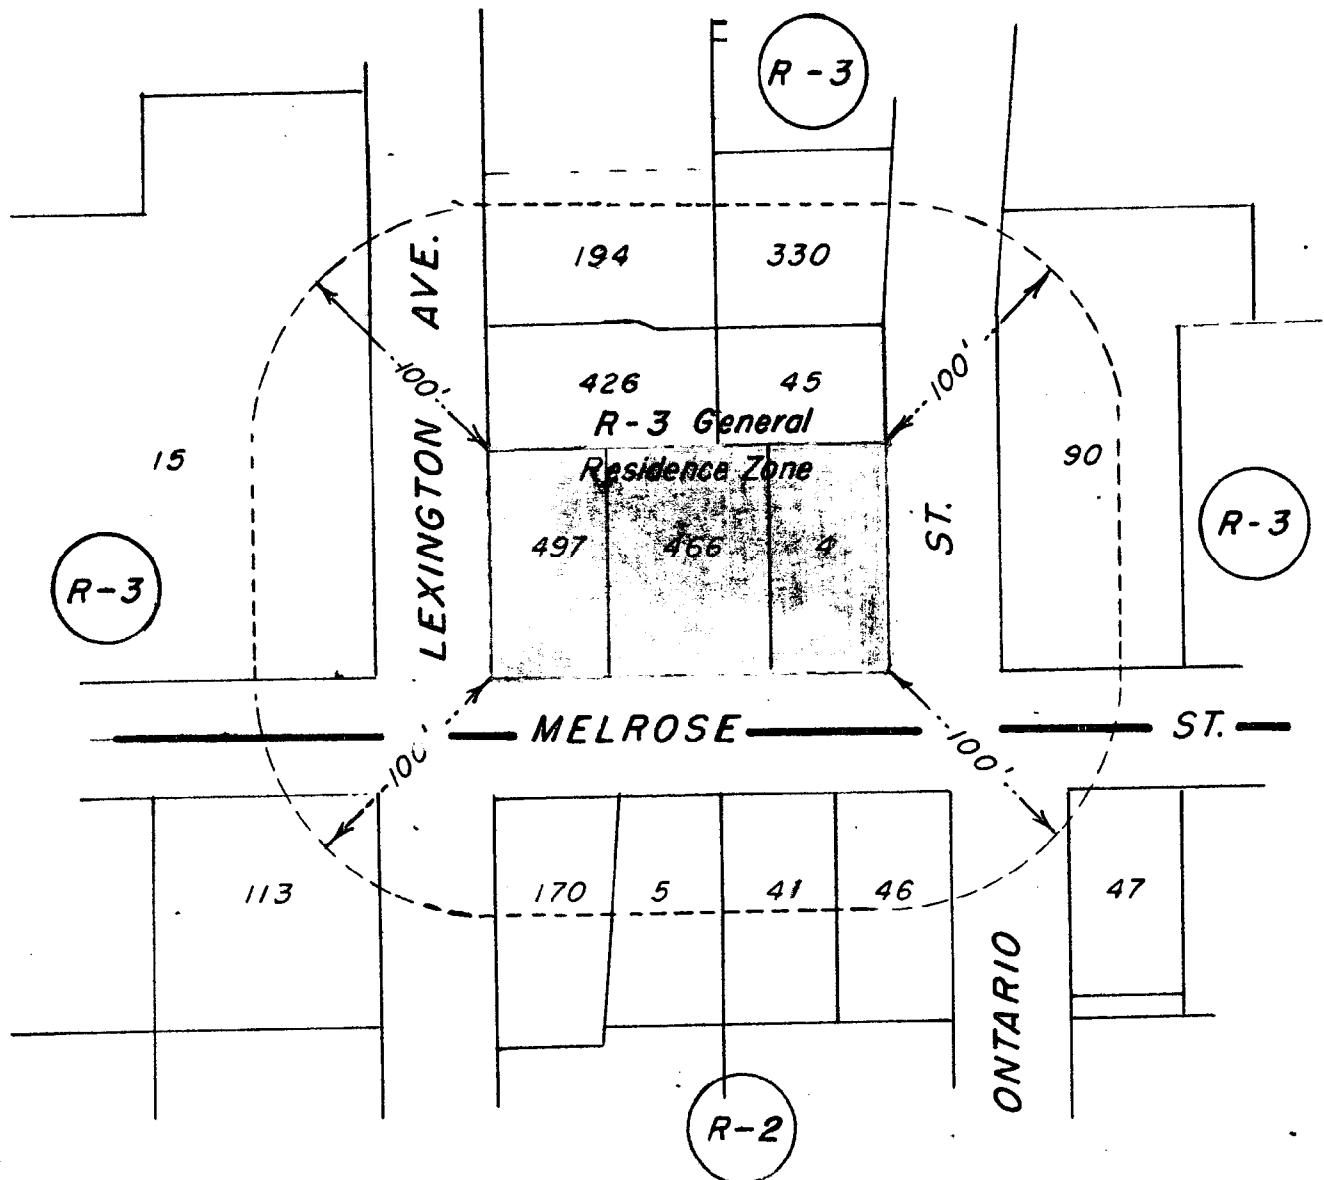 R-3
194
330
LEXINGTON AVE.
100'
100'
426
45
R-3 General
Residence Zone
15
90
497
466
4
ST.
R-3
R-3
MELROSE
ST.
100'
100'
113
170
5
41
46
47
ONTARIO
R-2